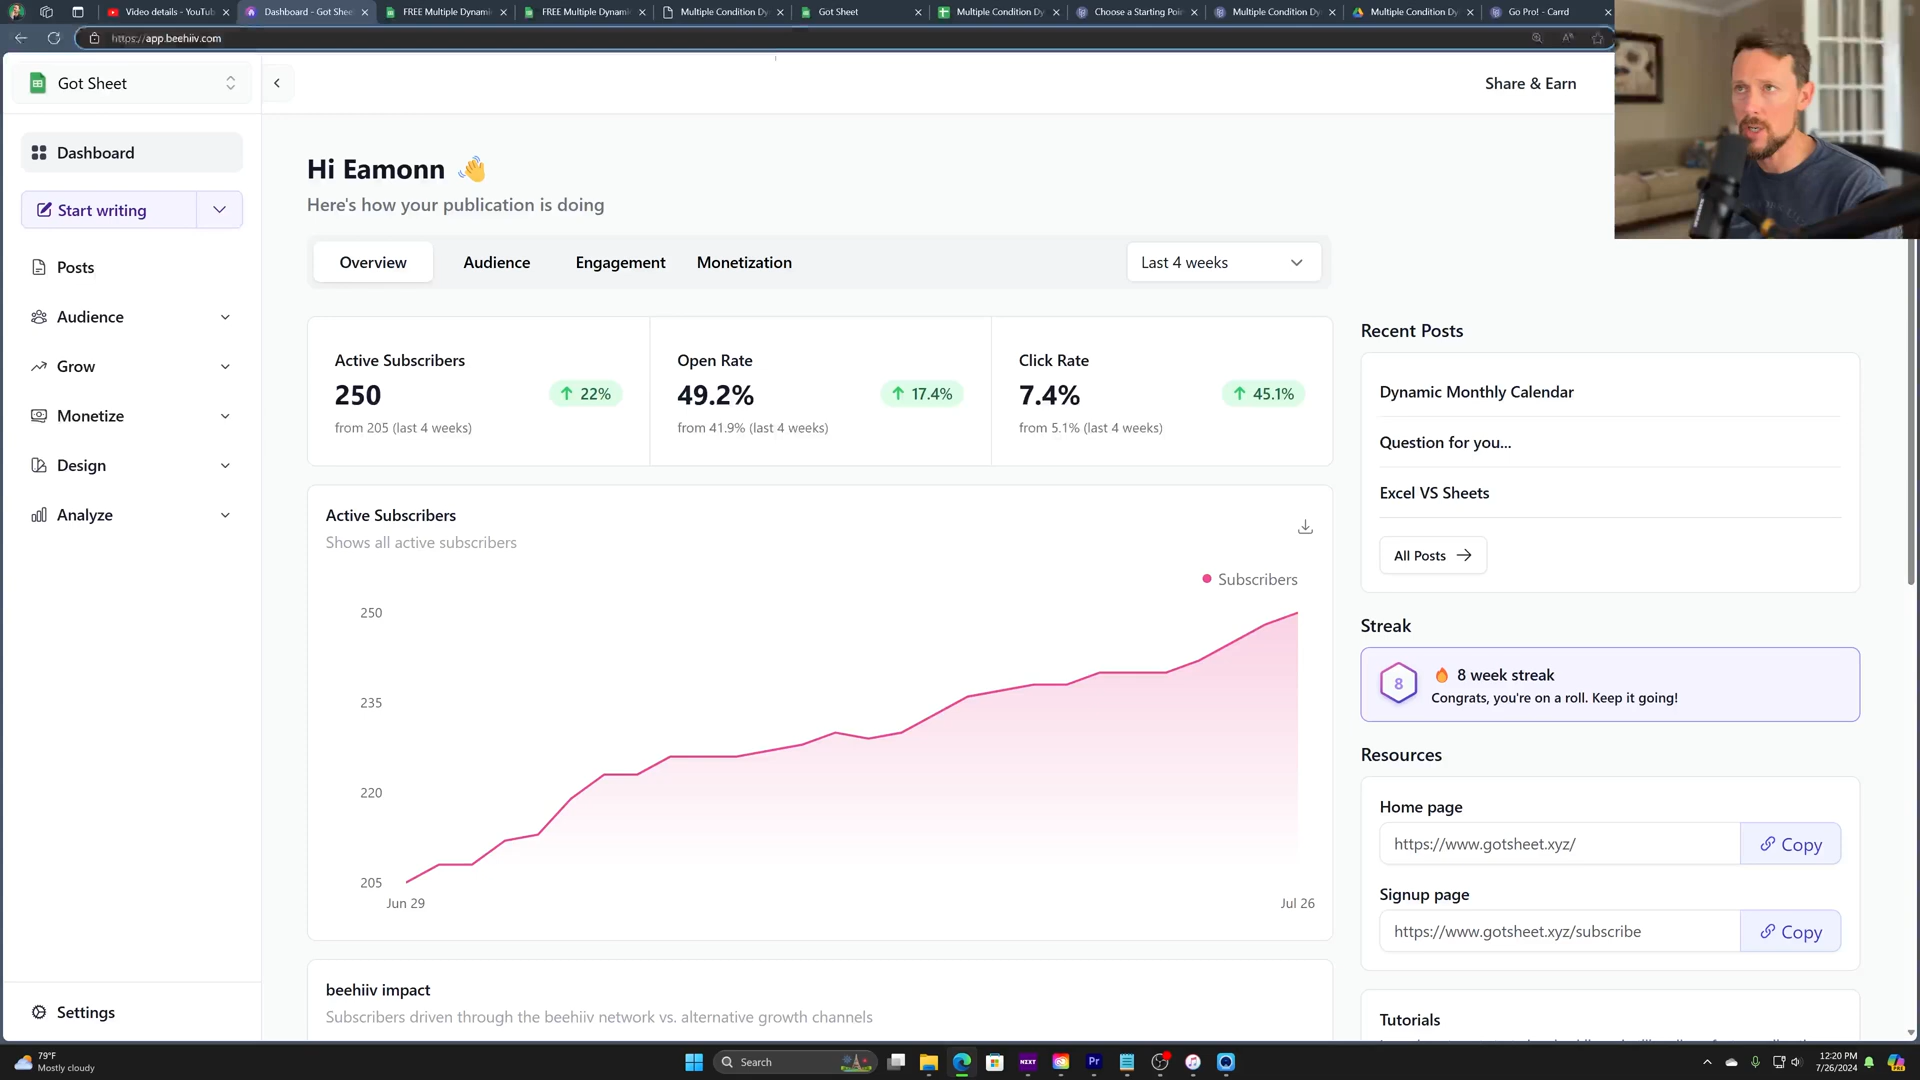 Video details - YouTub
Dashboard - Got Shee
FREE Multiple Dynami
FREE Multiple Dynami
Multiple Condition Dy
Got Sheet
Multiple Condition Dy
Choose a Starting Poin
Multiple Condition Dy
Multiple Condition Dy
Go Pro! - Carrd
https://app.beehiiv.com
Got Sheet
Share & Earn
Dashboard
Start writing
Posts
Audience
Grow
Monetize
Design
Analyze
Settings
Hi Eamonn
Here's how your publication is doing
Overview
Audience
Engagement
Monetization
Last 4 weeks
Active Subscribers
250
22%
from 205 (last 4 weeks)
Open Rate
49.2%
17.4%
from 41.9% (last 4 weeks)
Click Rate
7.4%
45.1%
from 5.1% (last 4 weeks)
Active Subscribers
Shows all active subscribers
Subscribers
250
235
220
205
Jun 29
Jul 26
beehiiv impact
Subscribers driven through the beehiiv network vs. alternative growth channels
Recent Posts
Dynamic Monthly Calendar
Question for you...
Excel VS Sheets
All Posts
Streak
8
8 week streak
Congrats, you're on a roll. Keep it going!
Resources
Home page
https://www.gotsheet.xyz/
Copy
Signup page
https://www.gotsheet.xyz/subscribe
Copy
Tutorials
79°F
Mostly cloudy
Search
NZXT
Pr
12:20 PM
7/26/2024